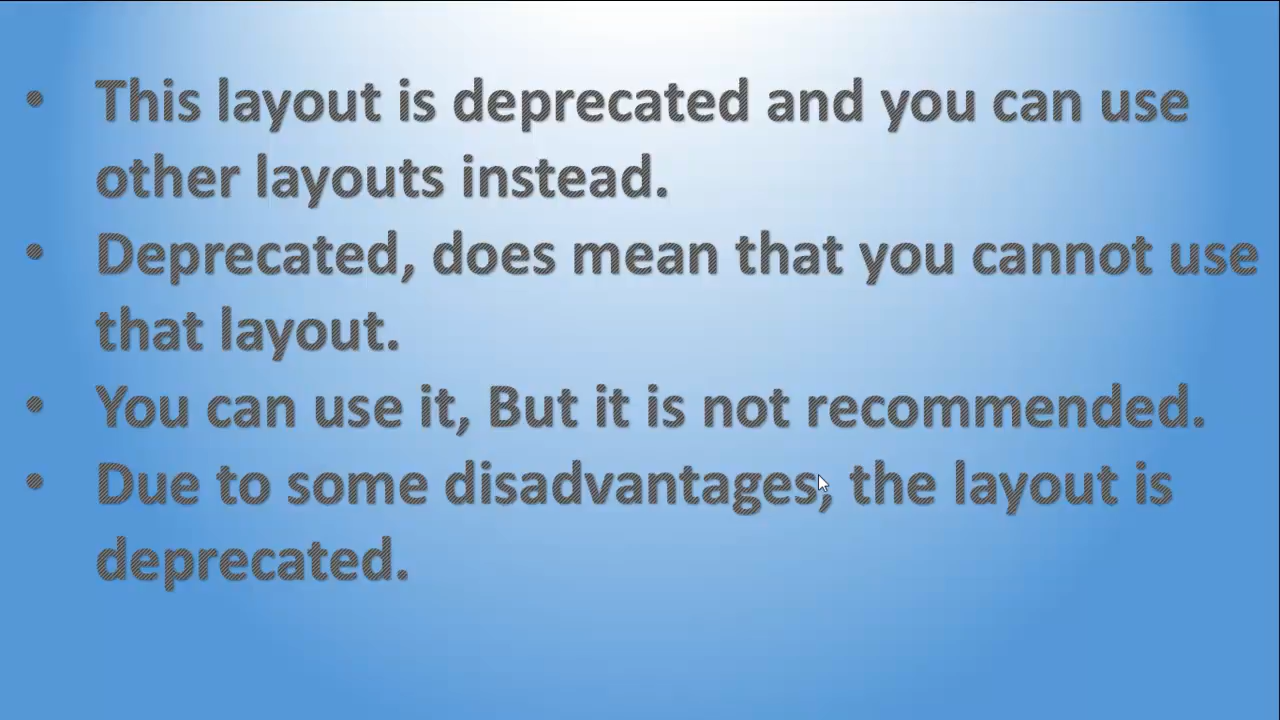 • This layout is deprecated and you can use
other layouts instead.
• Deprecated, does mean that you cannot use
that layout.
• You can use it, But it is not recommended.
• Due to some disadvantages, the layout is
deprecated.